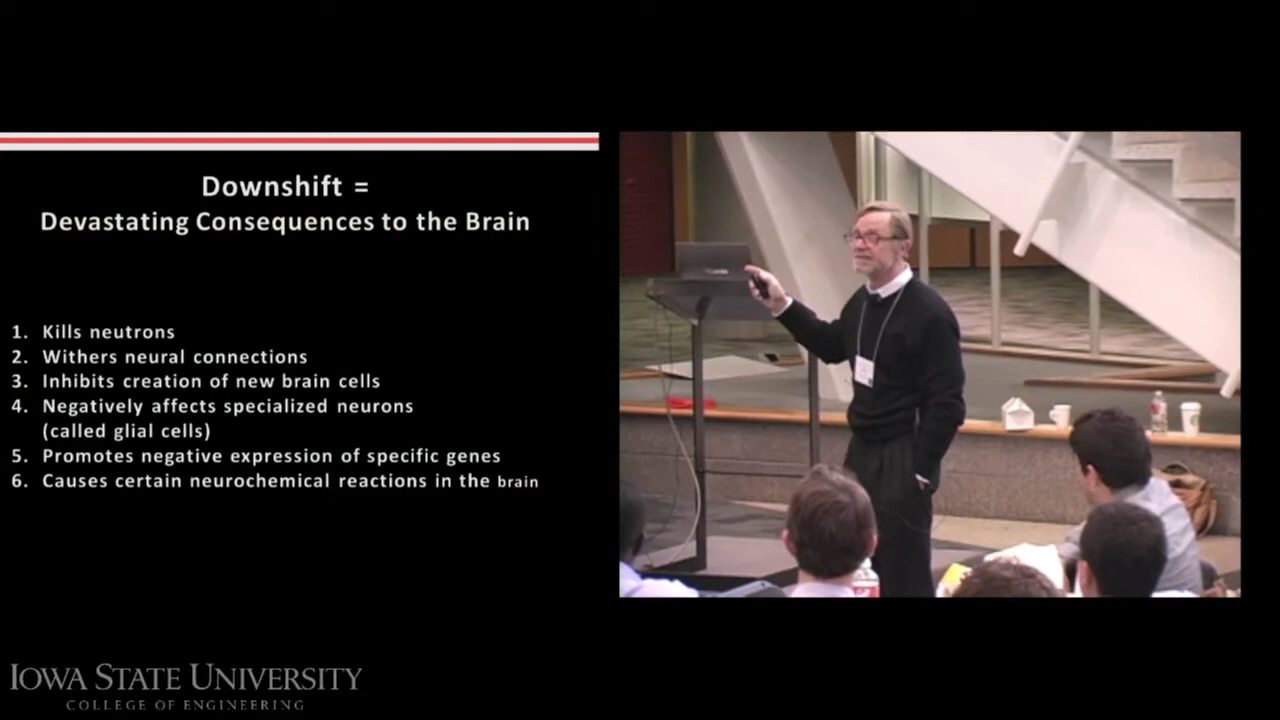 Downshift =
Devastating Consequences to the Brain
1. Kills neutrons
2. Withers neural connections
3. Inhibits creation of new brain cells
4. Negatively affects specialized neurons
(called glial cells)
5. Promotes negative expression of specific genes
6. Causes certain neurochemical reactions in the brain
IOWA STATE UNIVERSITY
COLLEGE OF ENGINEERING